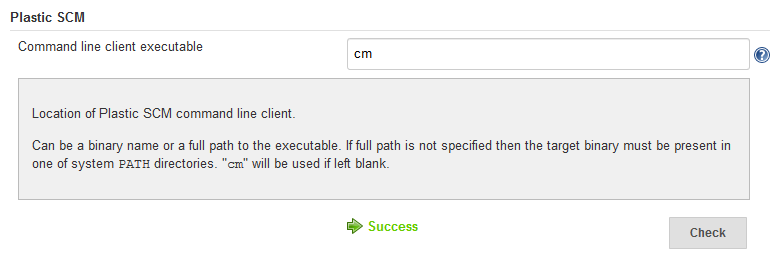 Plastic SCM
Command line client executable
cm
?
Location of Plastic SCM command line client.
Can be a binary name or a full path to the executable. If full path is not specified then the target binary must be present in
one of system PATH directories. "cm" will be used if left blank.
Success
Check